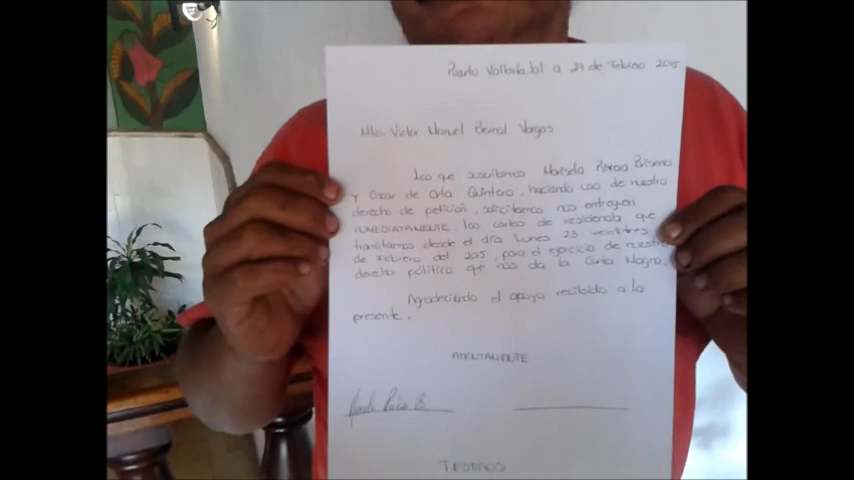 Puerto Vallarta, Jal a 27 de Febrero 2015
Mtro. Victor Manuel Bernal Vargas
Los que suscribimos Marisela Rivera Briseno
y Oscar de Orta Quintero, haciendo uso de nuestro
derecho de petición, solicitamos nos entreguen
INMEDIATAMENTE, las cartas de residencia que
tramitamos desde el día lunes 23 veintitres
de Febrero del 2015, para el ejercicio de nuestro
derecho político que nos da la Carta Magna.
Agradeciendo el apoyo recibido a la
presente.
ATENTAMENTE
TESTIGOS